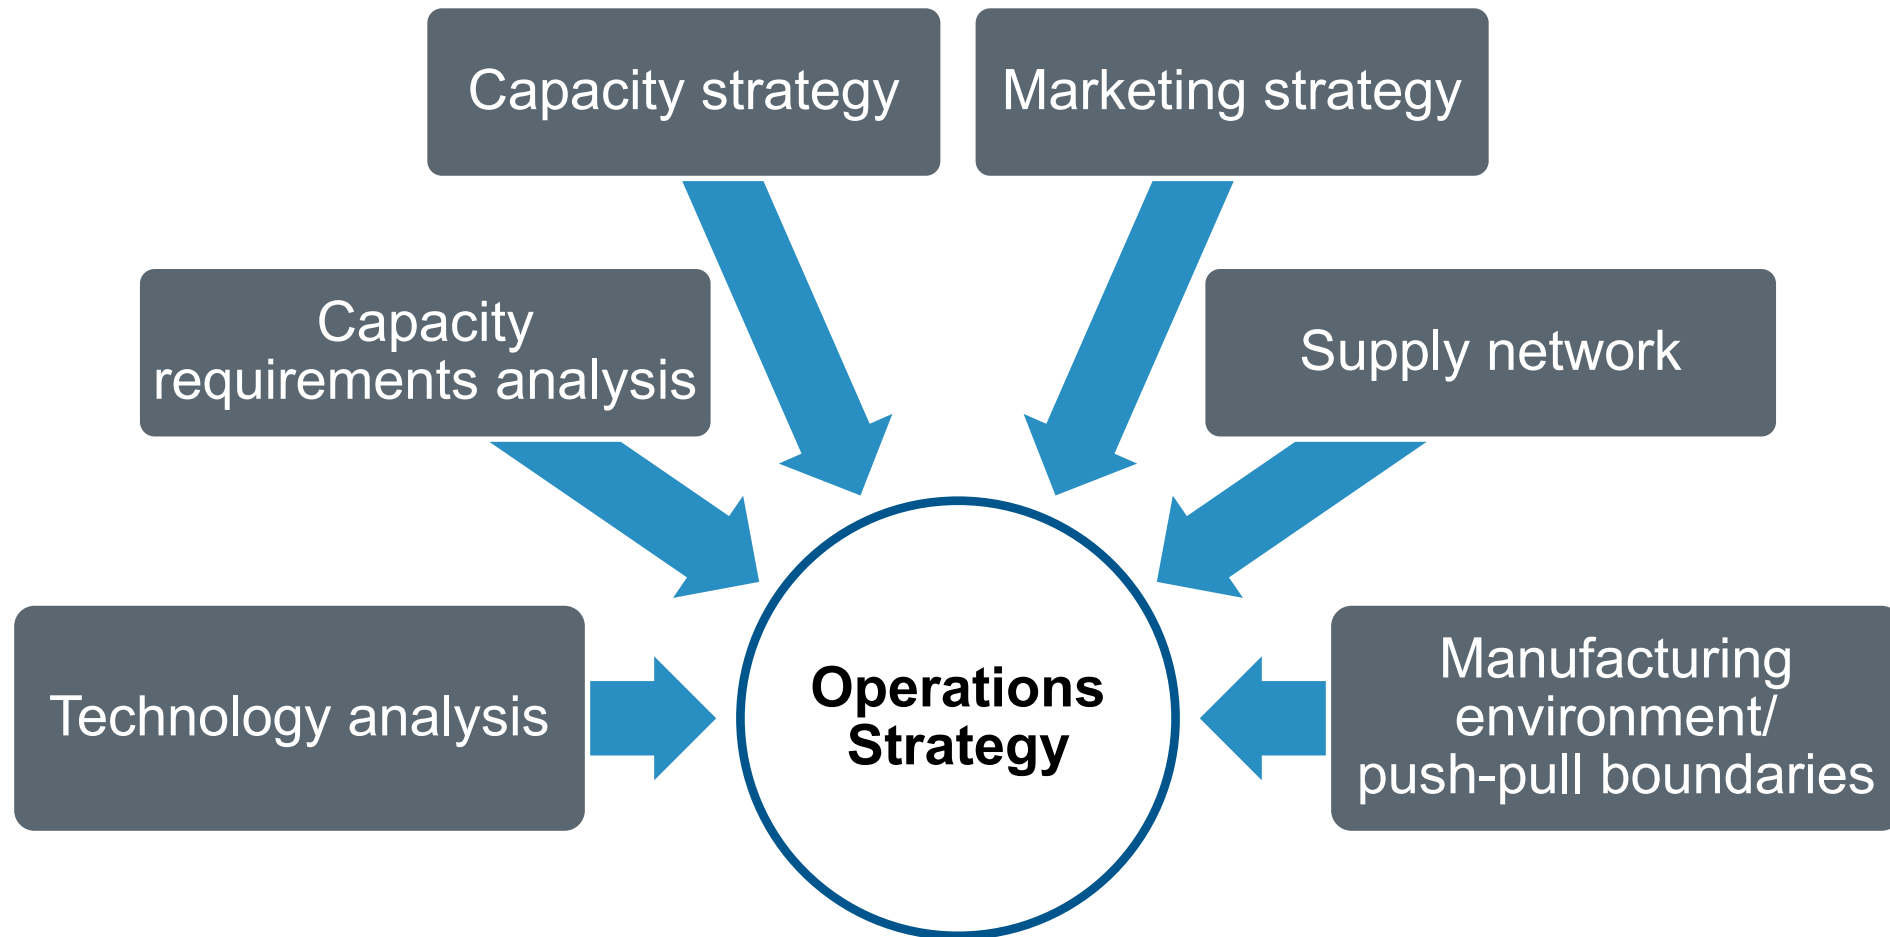 Capacity strategy
Marketing strategy
Capacity
requirements analysis
Supply network
Technology analysis
Operations
Strategy
Manufacturing
environment/
push-pull boundaries